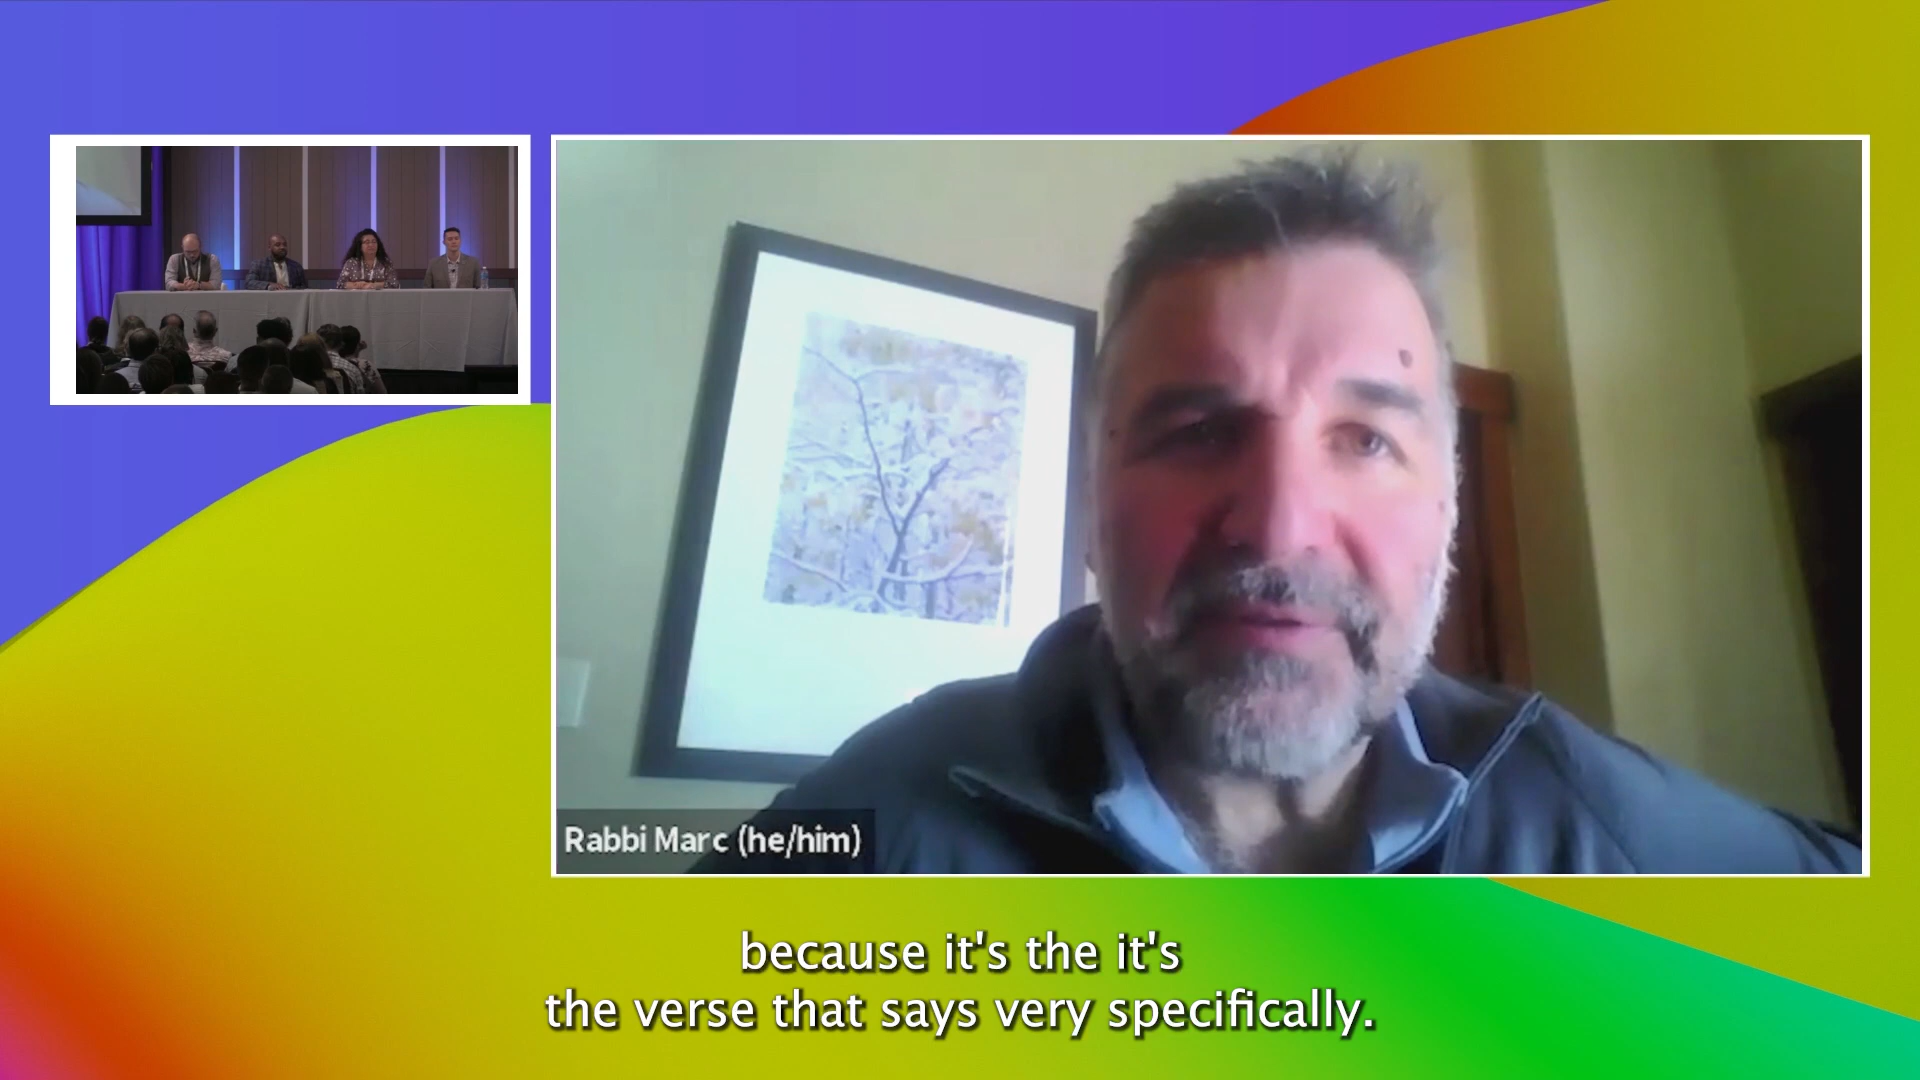 Rabbi Marc (he/him)
because it's the it's
the verse that says very specifically.